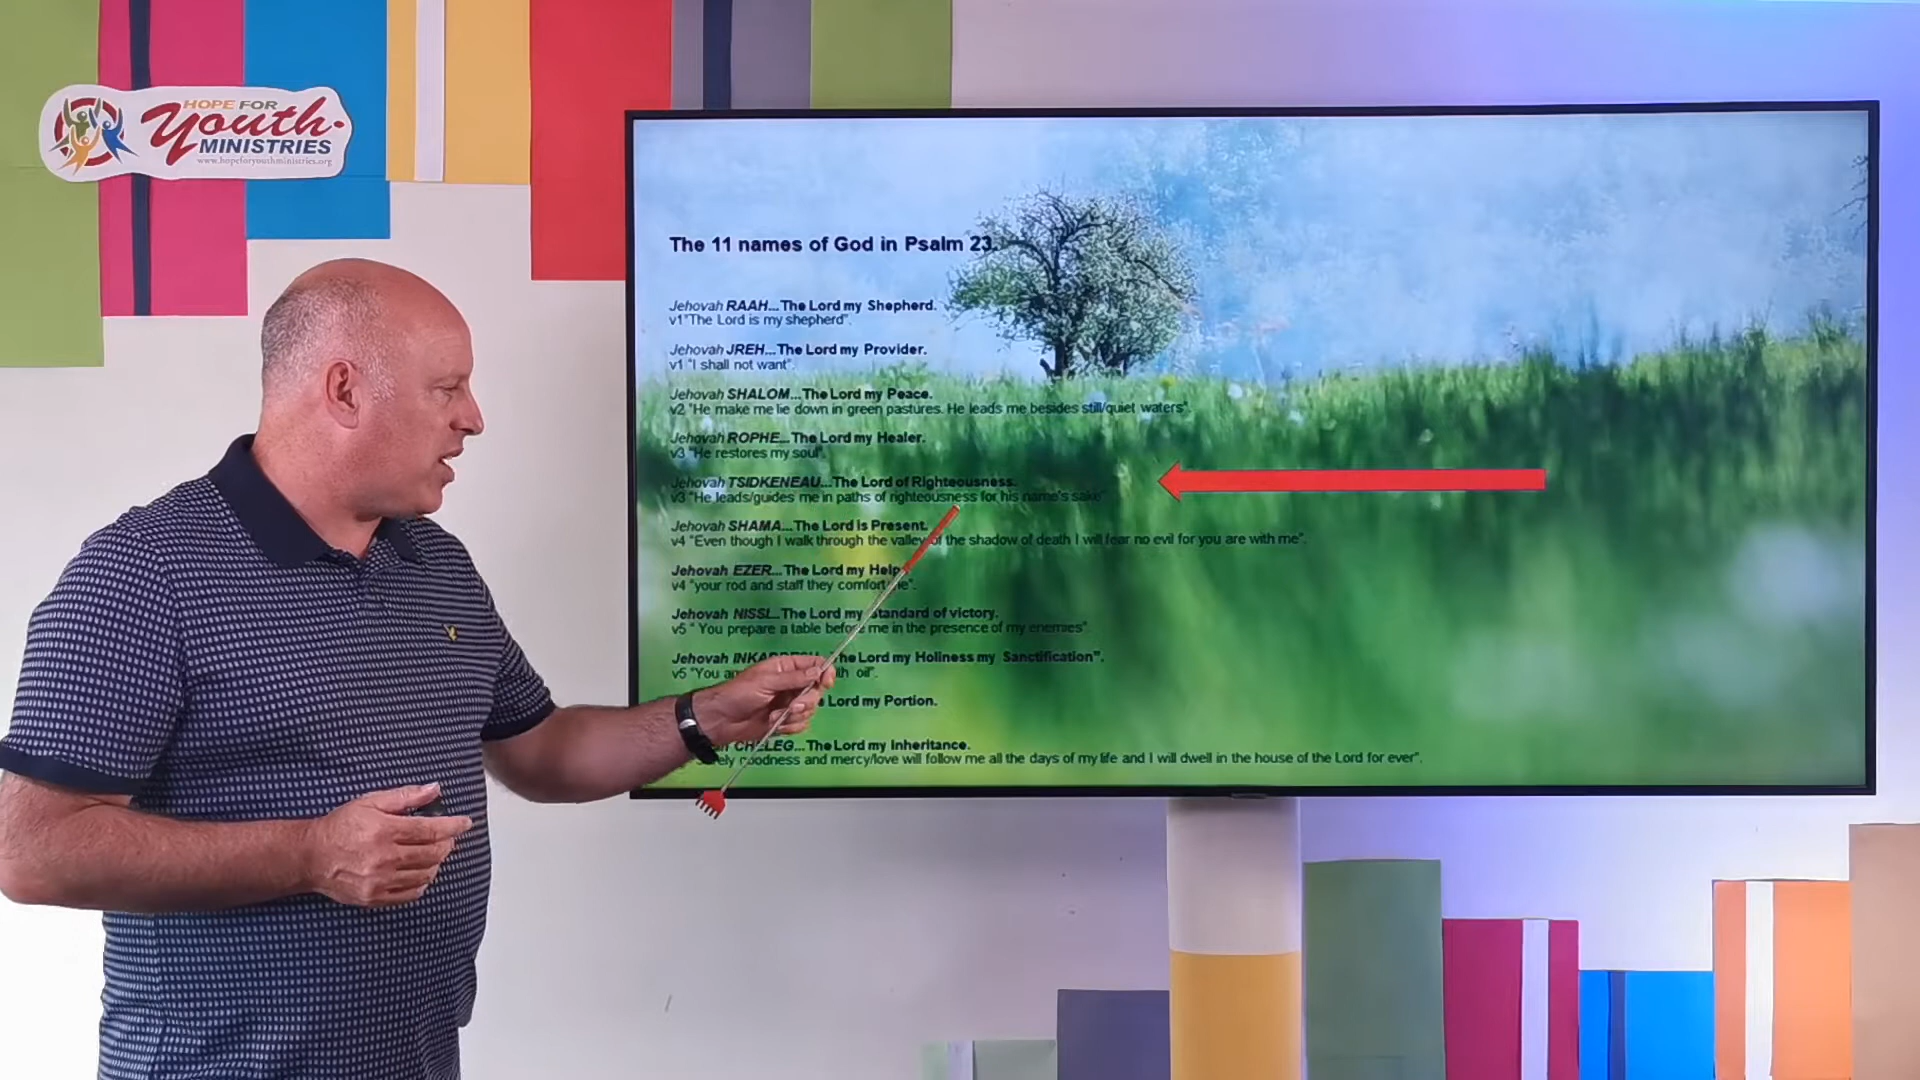 HOPE FOR
Youth
MINISTRIES
www.hopeforyouthministries.org
The 11 names of God in Psalm 23.
Jehovah RAAH...The Lord my Shepherd.
v1"The Lord is my shepherd".
Jehovah JREH...The Lord my Provider.
v1 "I shall not want".
Jehovah SHALOM...The Lord my Peace.
v2 "He make me lie down in green pastures. He leads me besides still/quiet waters".
Jehovah ROPHE...The Lord my Healer.
v3 "He restores my soul".
Jehovah TSIDKENEAU...The Lord of Righteousness.
v3 "He leads/guides me in paths of righteousness for his name's sake"
Jehovah SHAMA...The Lord is Present.
v4 "Even though I walk through the valley of the shadow of death I will fear no evil for you are with me".
Jehovah EZER...The Lord my Help
v4 "your rod and staff they comfort me".
Jehovah NISSI...The Lord my standard of victory.
v5 " You prepare a table before me in the presence of my enemies".
Jehovah The Lord my Holiness my Sanctification".
v5 "You oil".
Lord my Portion.
CHELEG...The Lord my Inheritance.
goodness and mercy/love will follow me all the days of my life and I will dwell in the house of the Lord for ever".